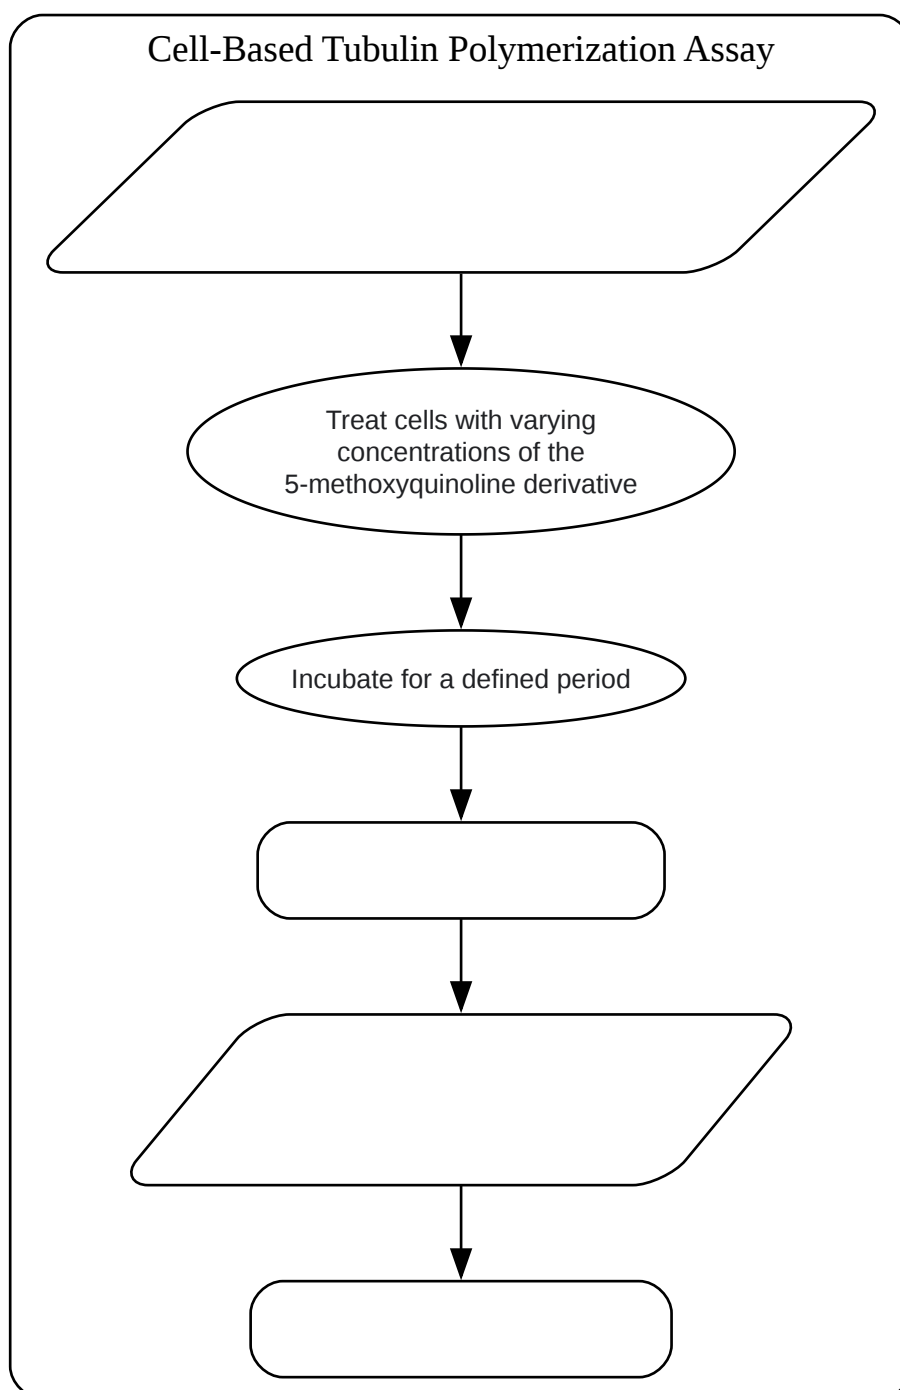 Cell-Based Tubulin Polymerization Assay
Treat cells with varying
concentrations of the
5-methoxyquinoline derivative
Incubate for a defined period